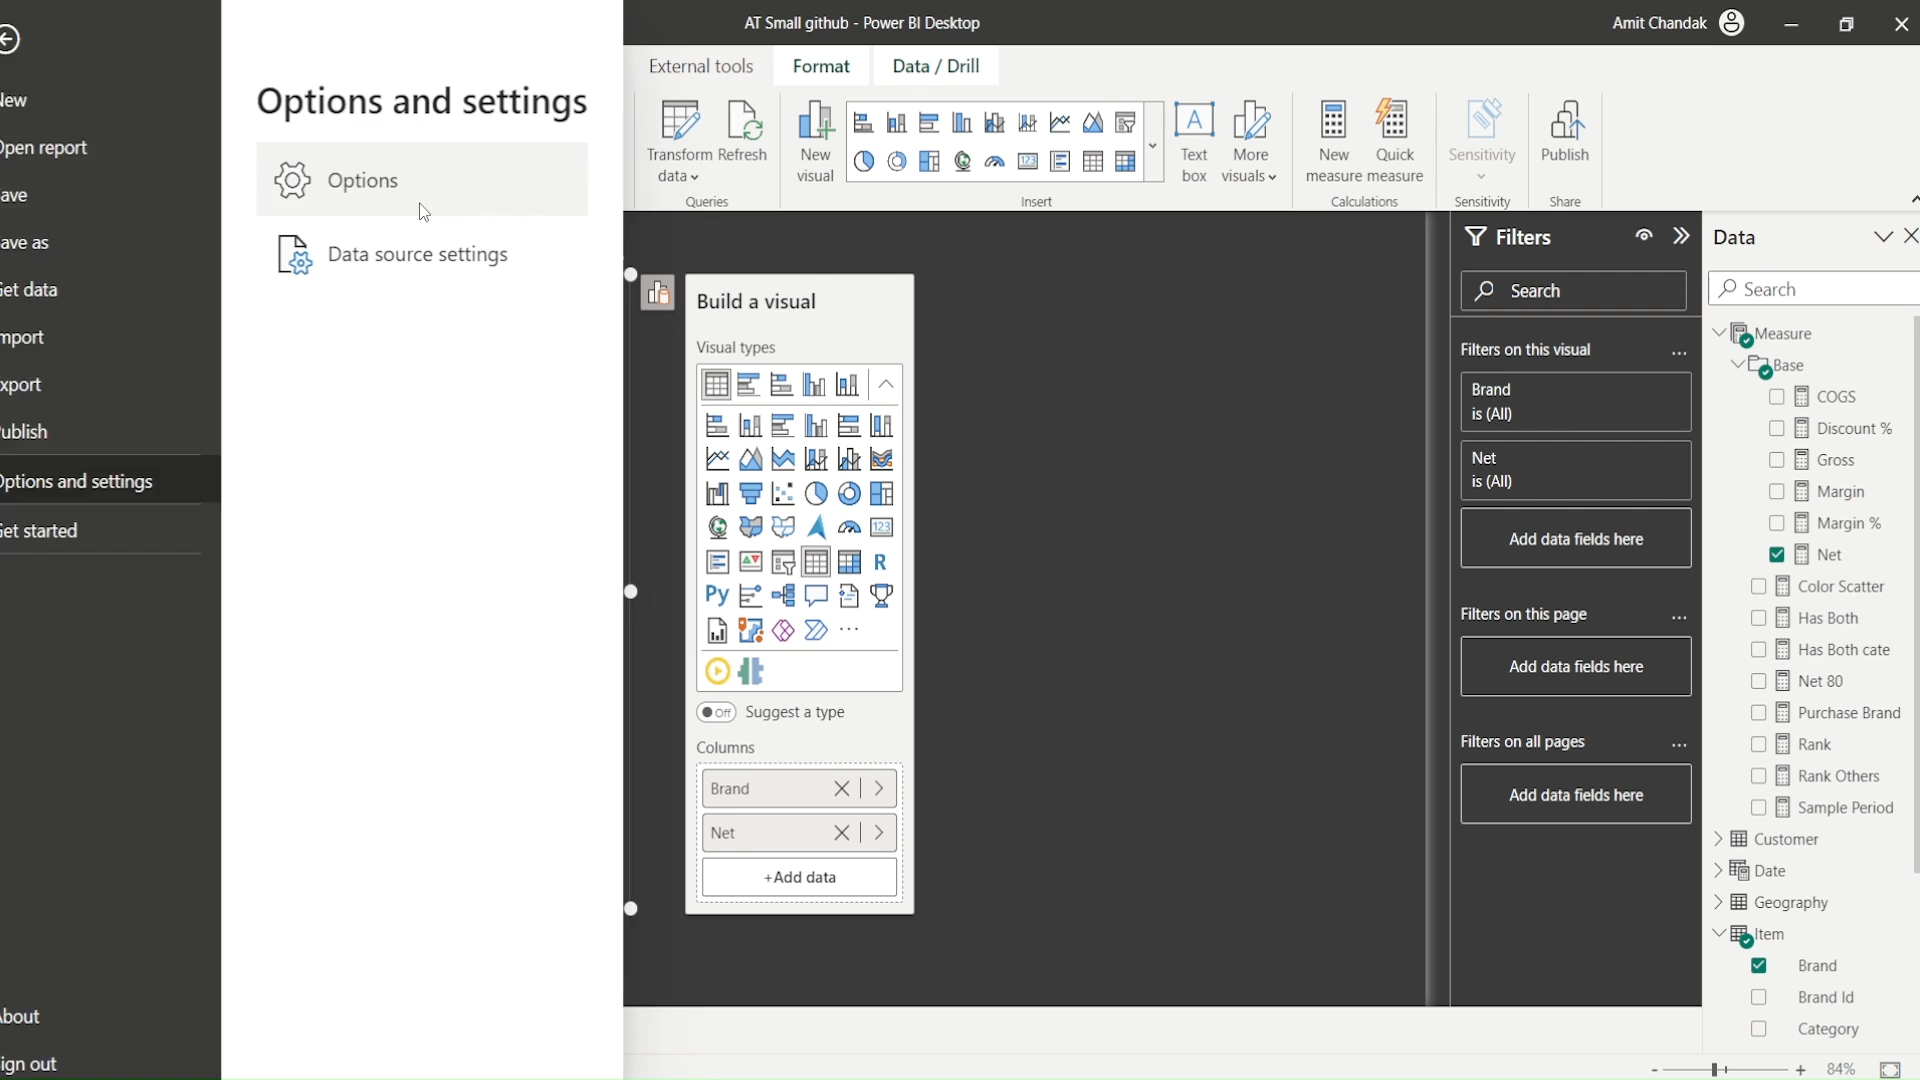 AT Small github - Power BI Desktop
Amit Chandak
External tools
Format
Data / Drill
Options and settings
Options
Data source settings
ew
pen report
ave
ave as
et data
mport
xport
ublish
ptions and settings
et started
bout
ign out
Transform
data
Refresh
Queries
New
visual
Insert
Text
box
More
visuals
New
measure
Quick
measure
Calculations
Sensitivity
Sensitivity
Publish
Share
Build a visual
Visual types
123
R
Py
Off
Suggest a type
Columns
Brand
Net
+Add data
Filters
Search
Filters on this visual
...
Brand
is (All)
Net
is (All)
Add data fields here
Filters on this page
...
Add data fields here
Filters on all pages
...
Add data fields here
Data
Search
Measure
Base
COGS
Discount %
Gross
Margin
Margin %
Net
Color Scatter
Has Both
Has Both cate
Net 80
Purchase Brand
Rank
Rank Others
Sample Period
Customer
Date
Geography
Item
Brand
Brand Id
Category
- + 84%